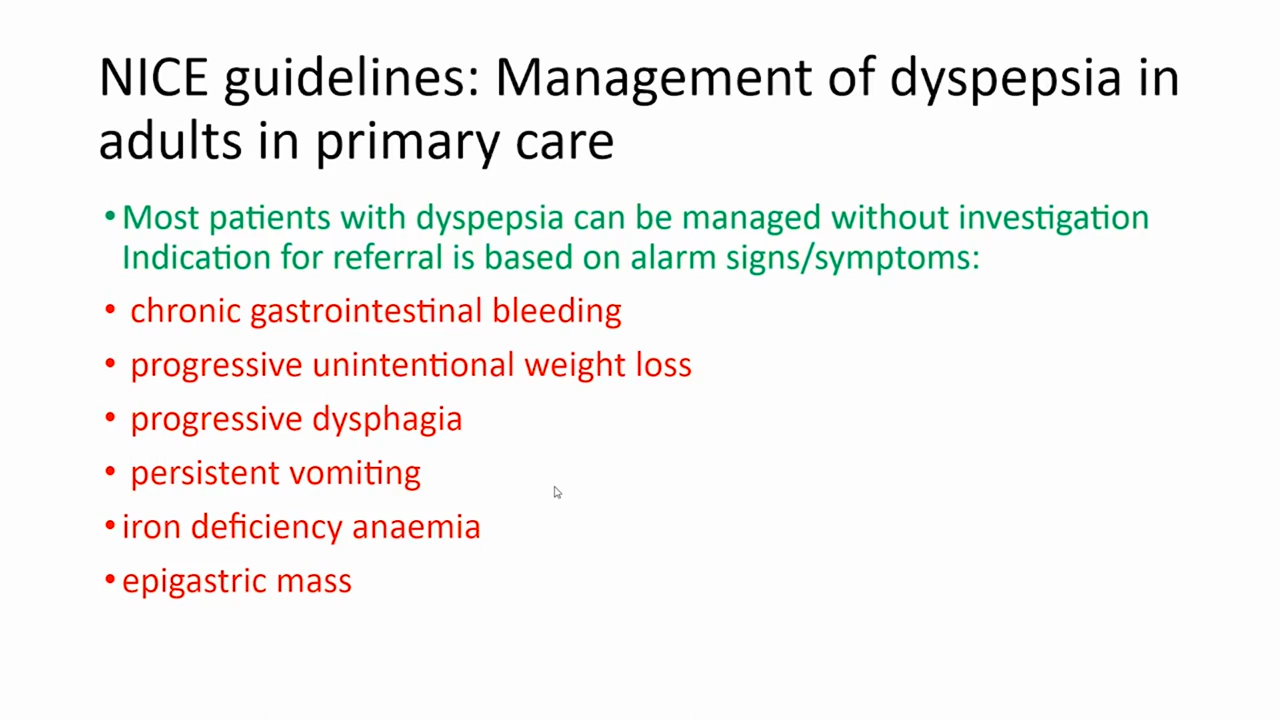 NICE guidelines: Management of dyspepsia in
adults in primary care
•Most patients with dyspepsia can be managed without investigation
Indication for referral is based on alarm signs/symptoms:
• chronic gastrointestinal bleeding
• progressive unintentional weight loss
• progressive dysphagia
• persistent vomiting
•iron deficiency anaemia
•epigastric mass